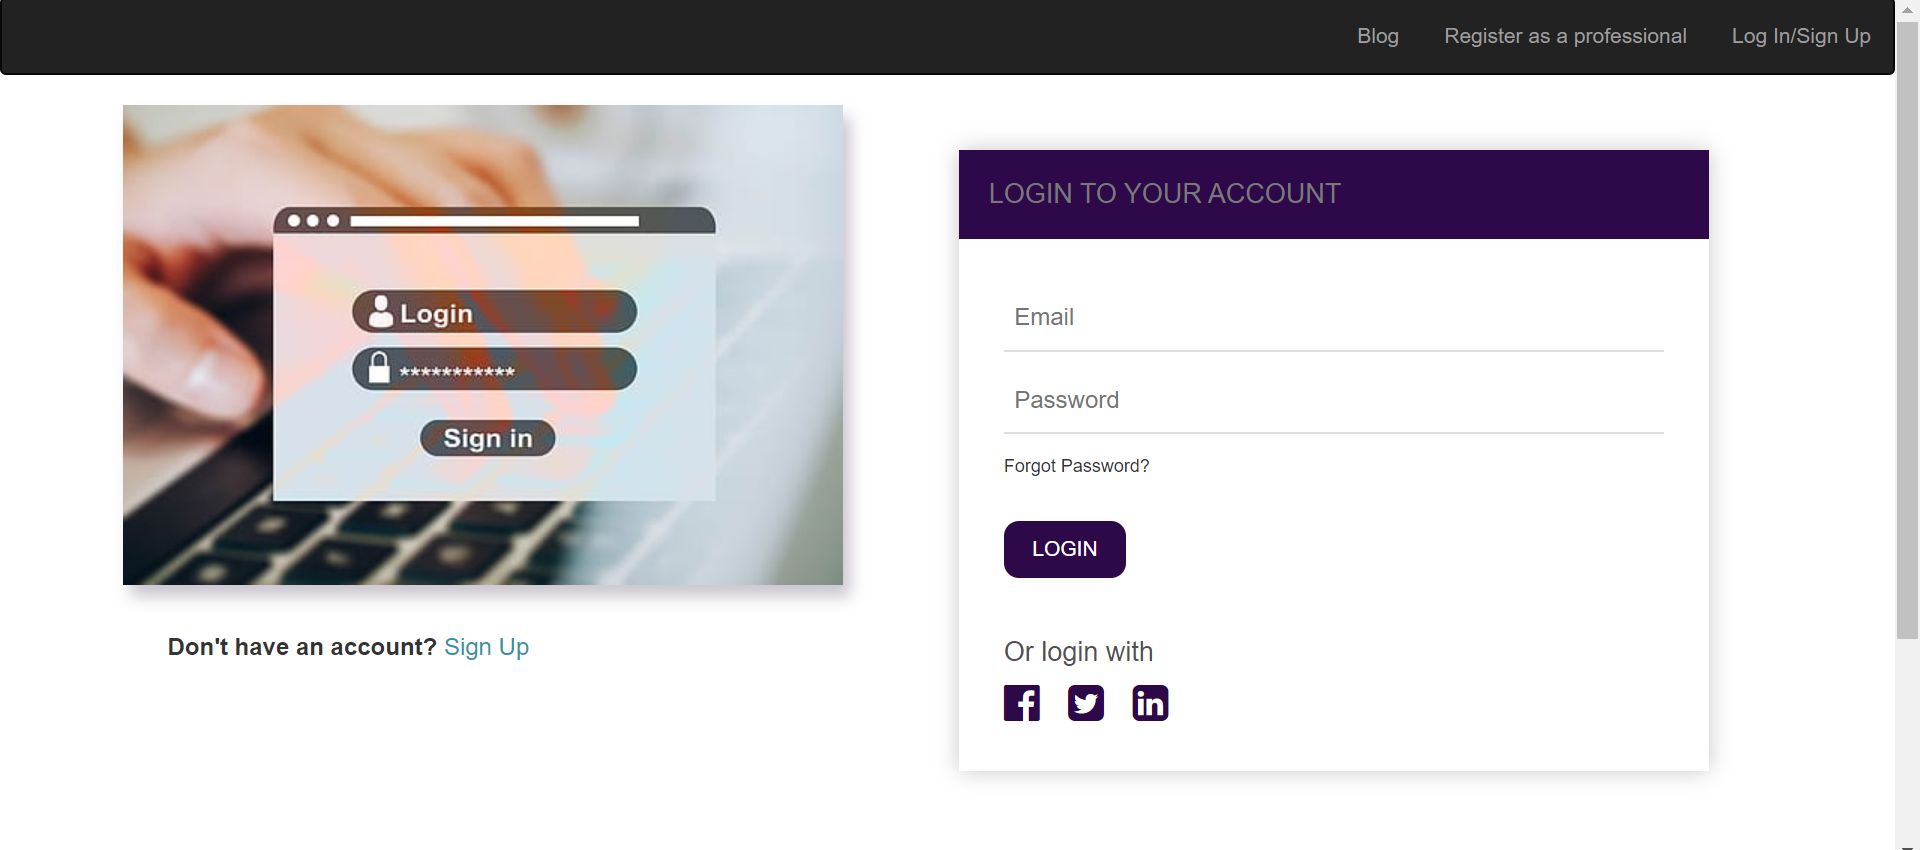 Blog Register as a professional Log In/Sign Up
Login
***********
Sign in
Don't have an account? Sign Up
LOGIN TO YOUR ACCOUNT
Email
Password
Forgot Password?
LOGIN
Or login with